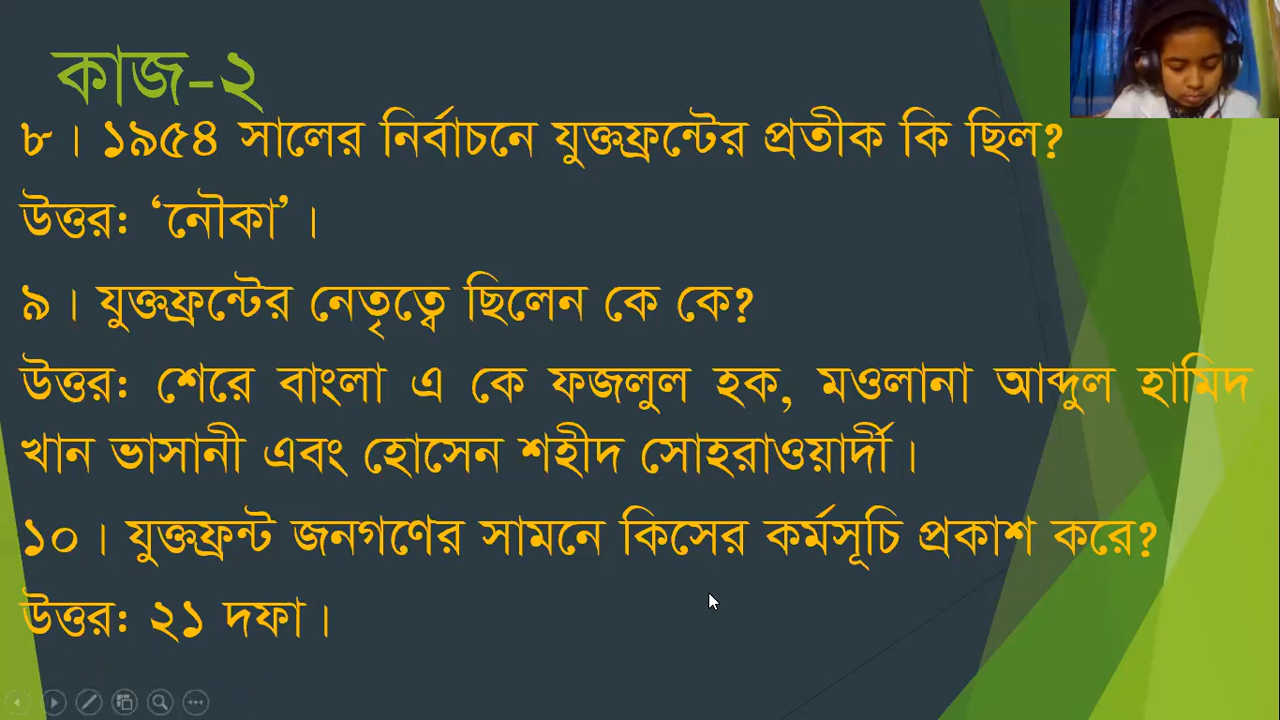 কাজ-২
৮। ১৯৫৪ সালের নির্বাচনে যুক্তফ্রন্টের প্রতীক কি ছিল?
উত্তর: ‘নৌকা’।
৯। যুক্তফ্রন্টের নেতৃত্বে ছিলেন কে কে?
উত্তর: শেরে বাংলা এ কে ফজলুল হক, মওলানা আব্দুল হামিদ
খান ভাসানী এবং হোসেন শহীদ সোহরাওয়ার্দী।
১০। যুক্তফ্রন্ট জনগণের সামনে কিসের কর্মসূচি প্রকাশ করে?
উত্তর: ২১ দফা।